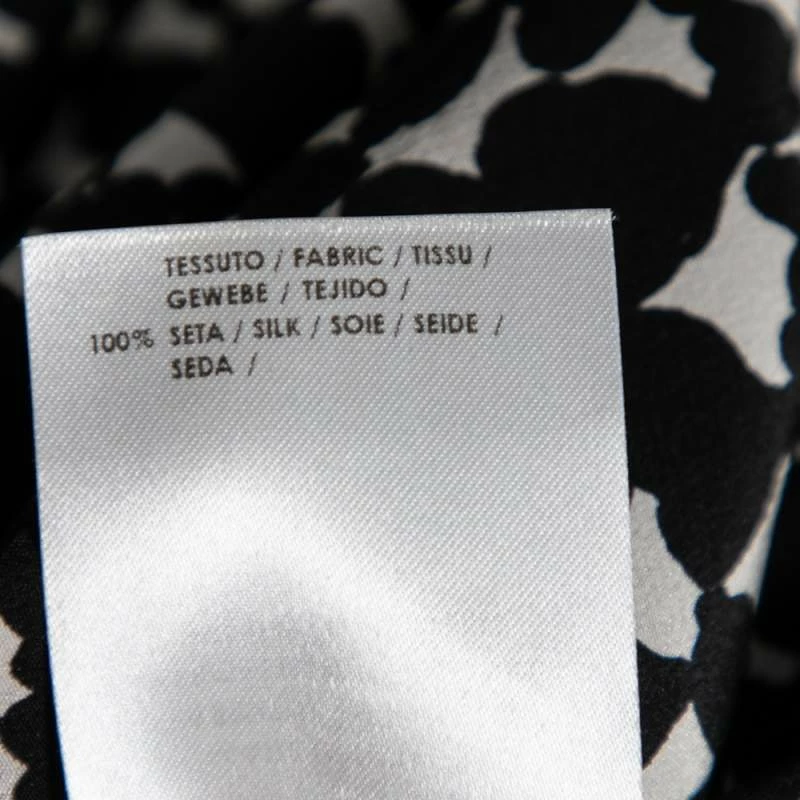 TESSUTO / FABRIC / TISSU /
GEWEBE / TEJIDO /
100% SETA / SILK / SOIE / SEIDE /
SEDA /